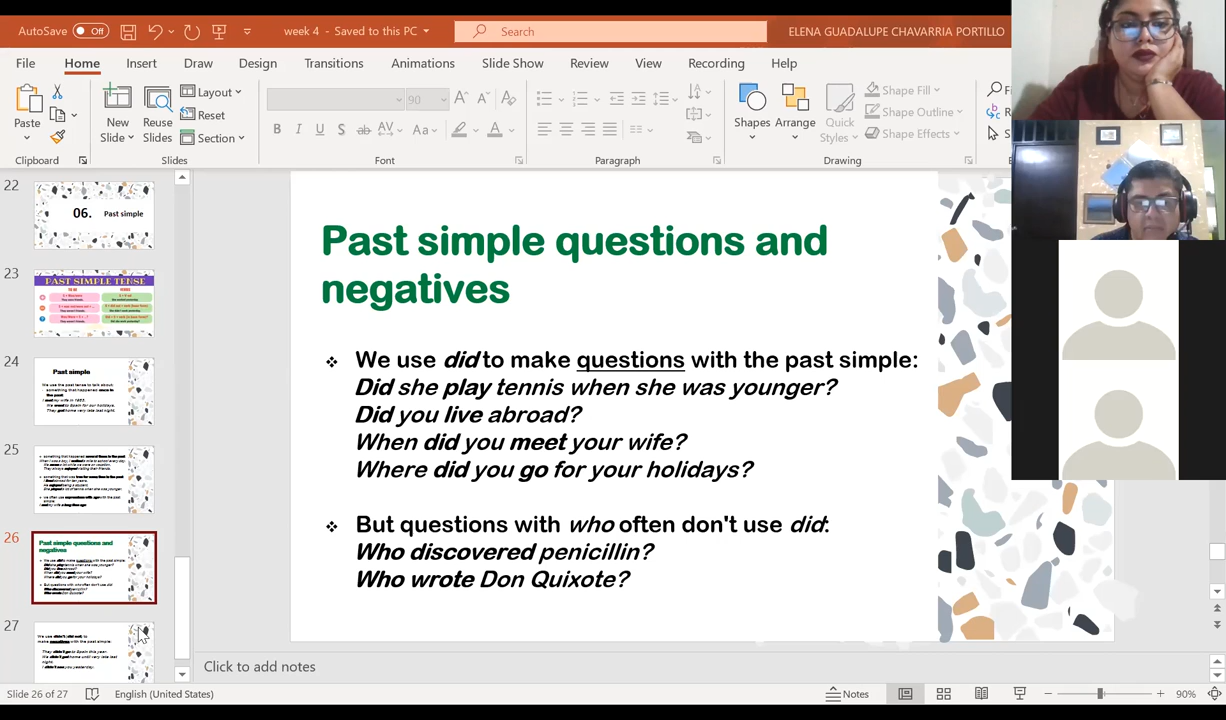 AutoSave Off
week 4 - Saved to this PC
Search
ELENA GUADALUPE CHAVARRIA PORTILLO
File Home Insert Draw Design Transitions Animations Slide Show Review View Recording Help
Paste
Clipboard
New Slide
Reuse Slides
Layout
Reset
Section
Slides
90
B I U S ab AV Aa A
Font
Paragraph
Shapes
Arrange
Quick Styles
Shape Fill
Shape Outline
Shape Effects
Drawing
22
06. Past simple
23
PAST SIMPLE TENSE
24
Past simple
25
26
Past simple questions and
negatives
27
Past simple questions and
negatives
We use did to make questions with the past simple:
Did she play tennis when she was younger?
Did you live abroad?
When did you meet your wife?
Where did you go for your holidays?
But questions with who often don't use did:
Who discovered penicillin?
Who wrote Don Quixote?
Click to add notes
Slide 26 of 27
English (United States)
Notes
90%